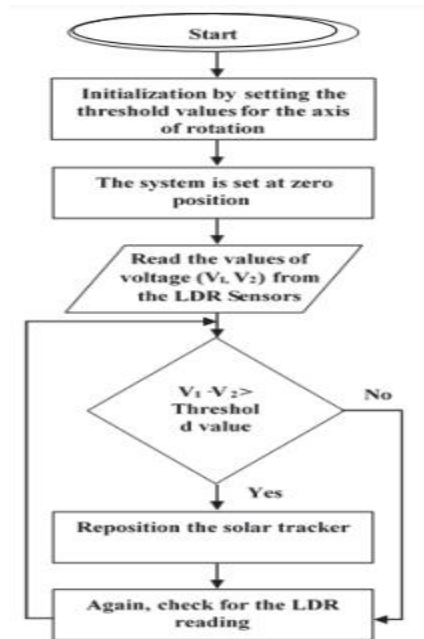 Start
Initialization by setting the
threshold values for the axis
of rotation
The system is set at zero
position
Read the values of
voltage (V₁, V₂) from
the LDR Sensors
V₁ -V₂>
Threshol
d value
No
Yes
Reposition the solar tracker
Again, check for the LDR
reading